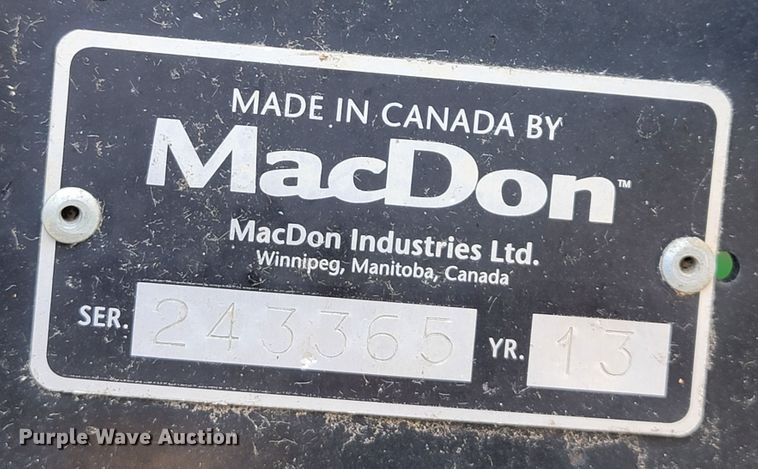 MADE IN CANADA BY
MacDon™
MacDon Industries Ltd.
Winnipeg, Manitoba, Canada
SER. 243365 YR. 13
Purple Wave Auction